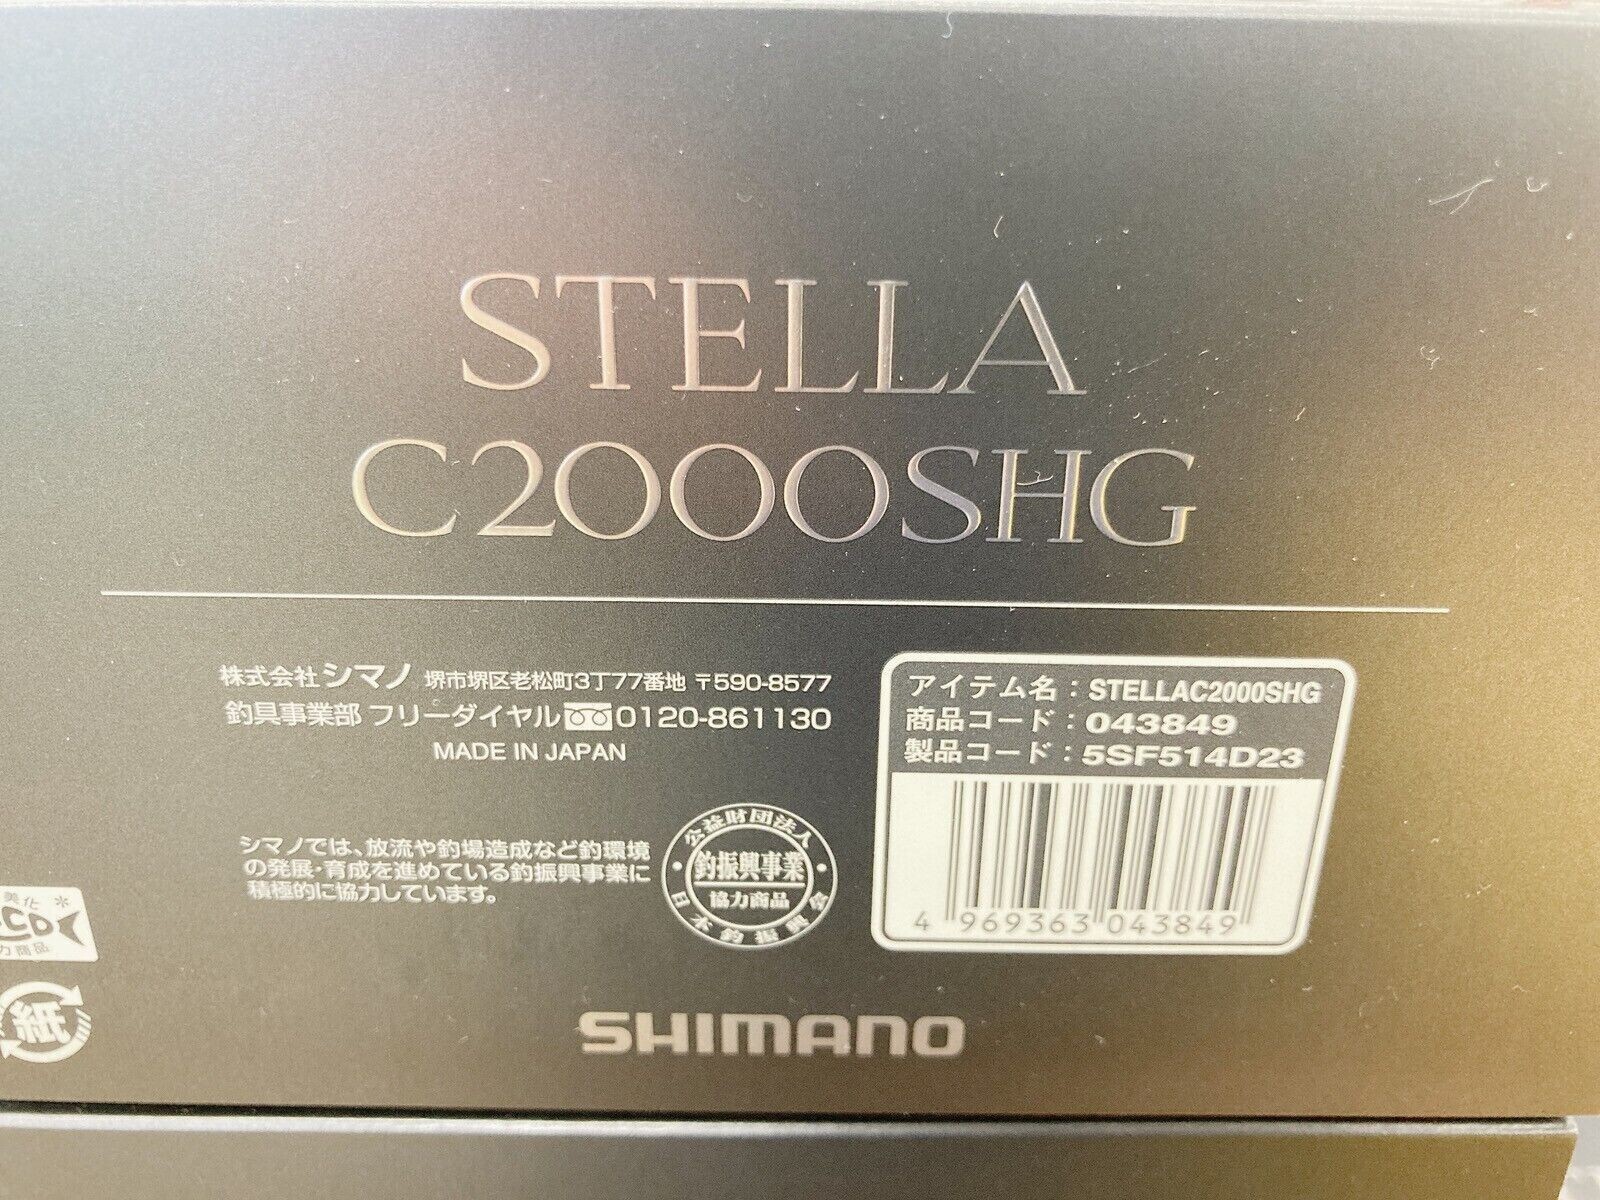 STELLA
C2000SHG
株式会社シマノ 堺市堺区老松町3丁77番地 〒590-8577
釣具事業部 フリーダイヤル 0120-861130
MADE IN JAPAN
アイテム名：STELLAC2000SHG
商品コード：043849
製品コード：5SF514D23
4 969363 043849
シマノでは、放流や釣場造成など釣環境
の発展・育成を進めている釣振興事業に
積極的に協力しています。
公益財団法人
釣振興事業
協力商品
日本釣振興会
美化
CD
力商品
紙
SHIMANO